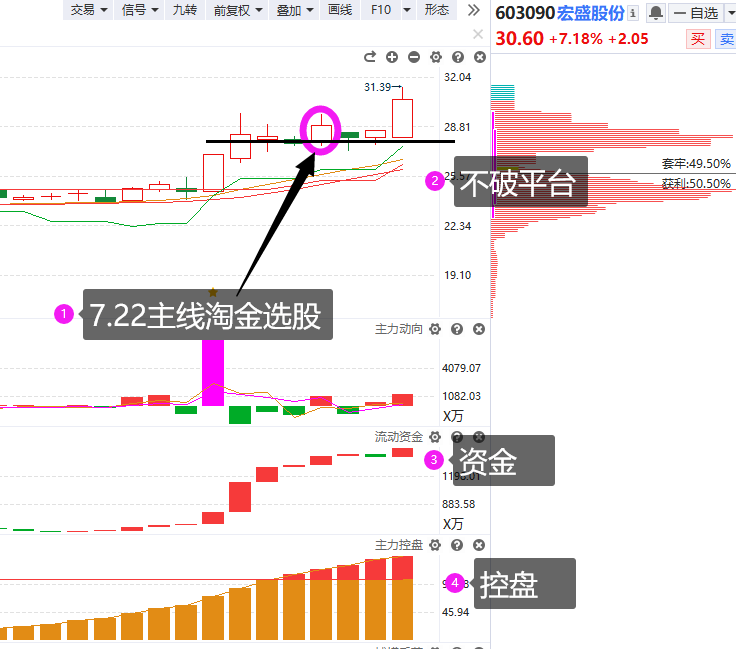 交易 信号 九转 前复权 叠加 画线 F10 形态
603090 宏盛股份
自选
30.60 +7.18% +2.05 买 卖
31.39
32.04
28.81
套牢:49.50%
2 不破平台
获利:50.50%
22.34
19.10
1 7.22主线淘金选股
主力动向
4079.07
1082.03
X万
流动资金
3 资金
883.58
X万
主力控盘
4 控盘
45.94